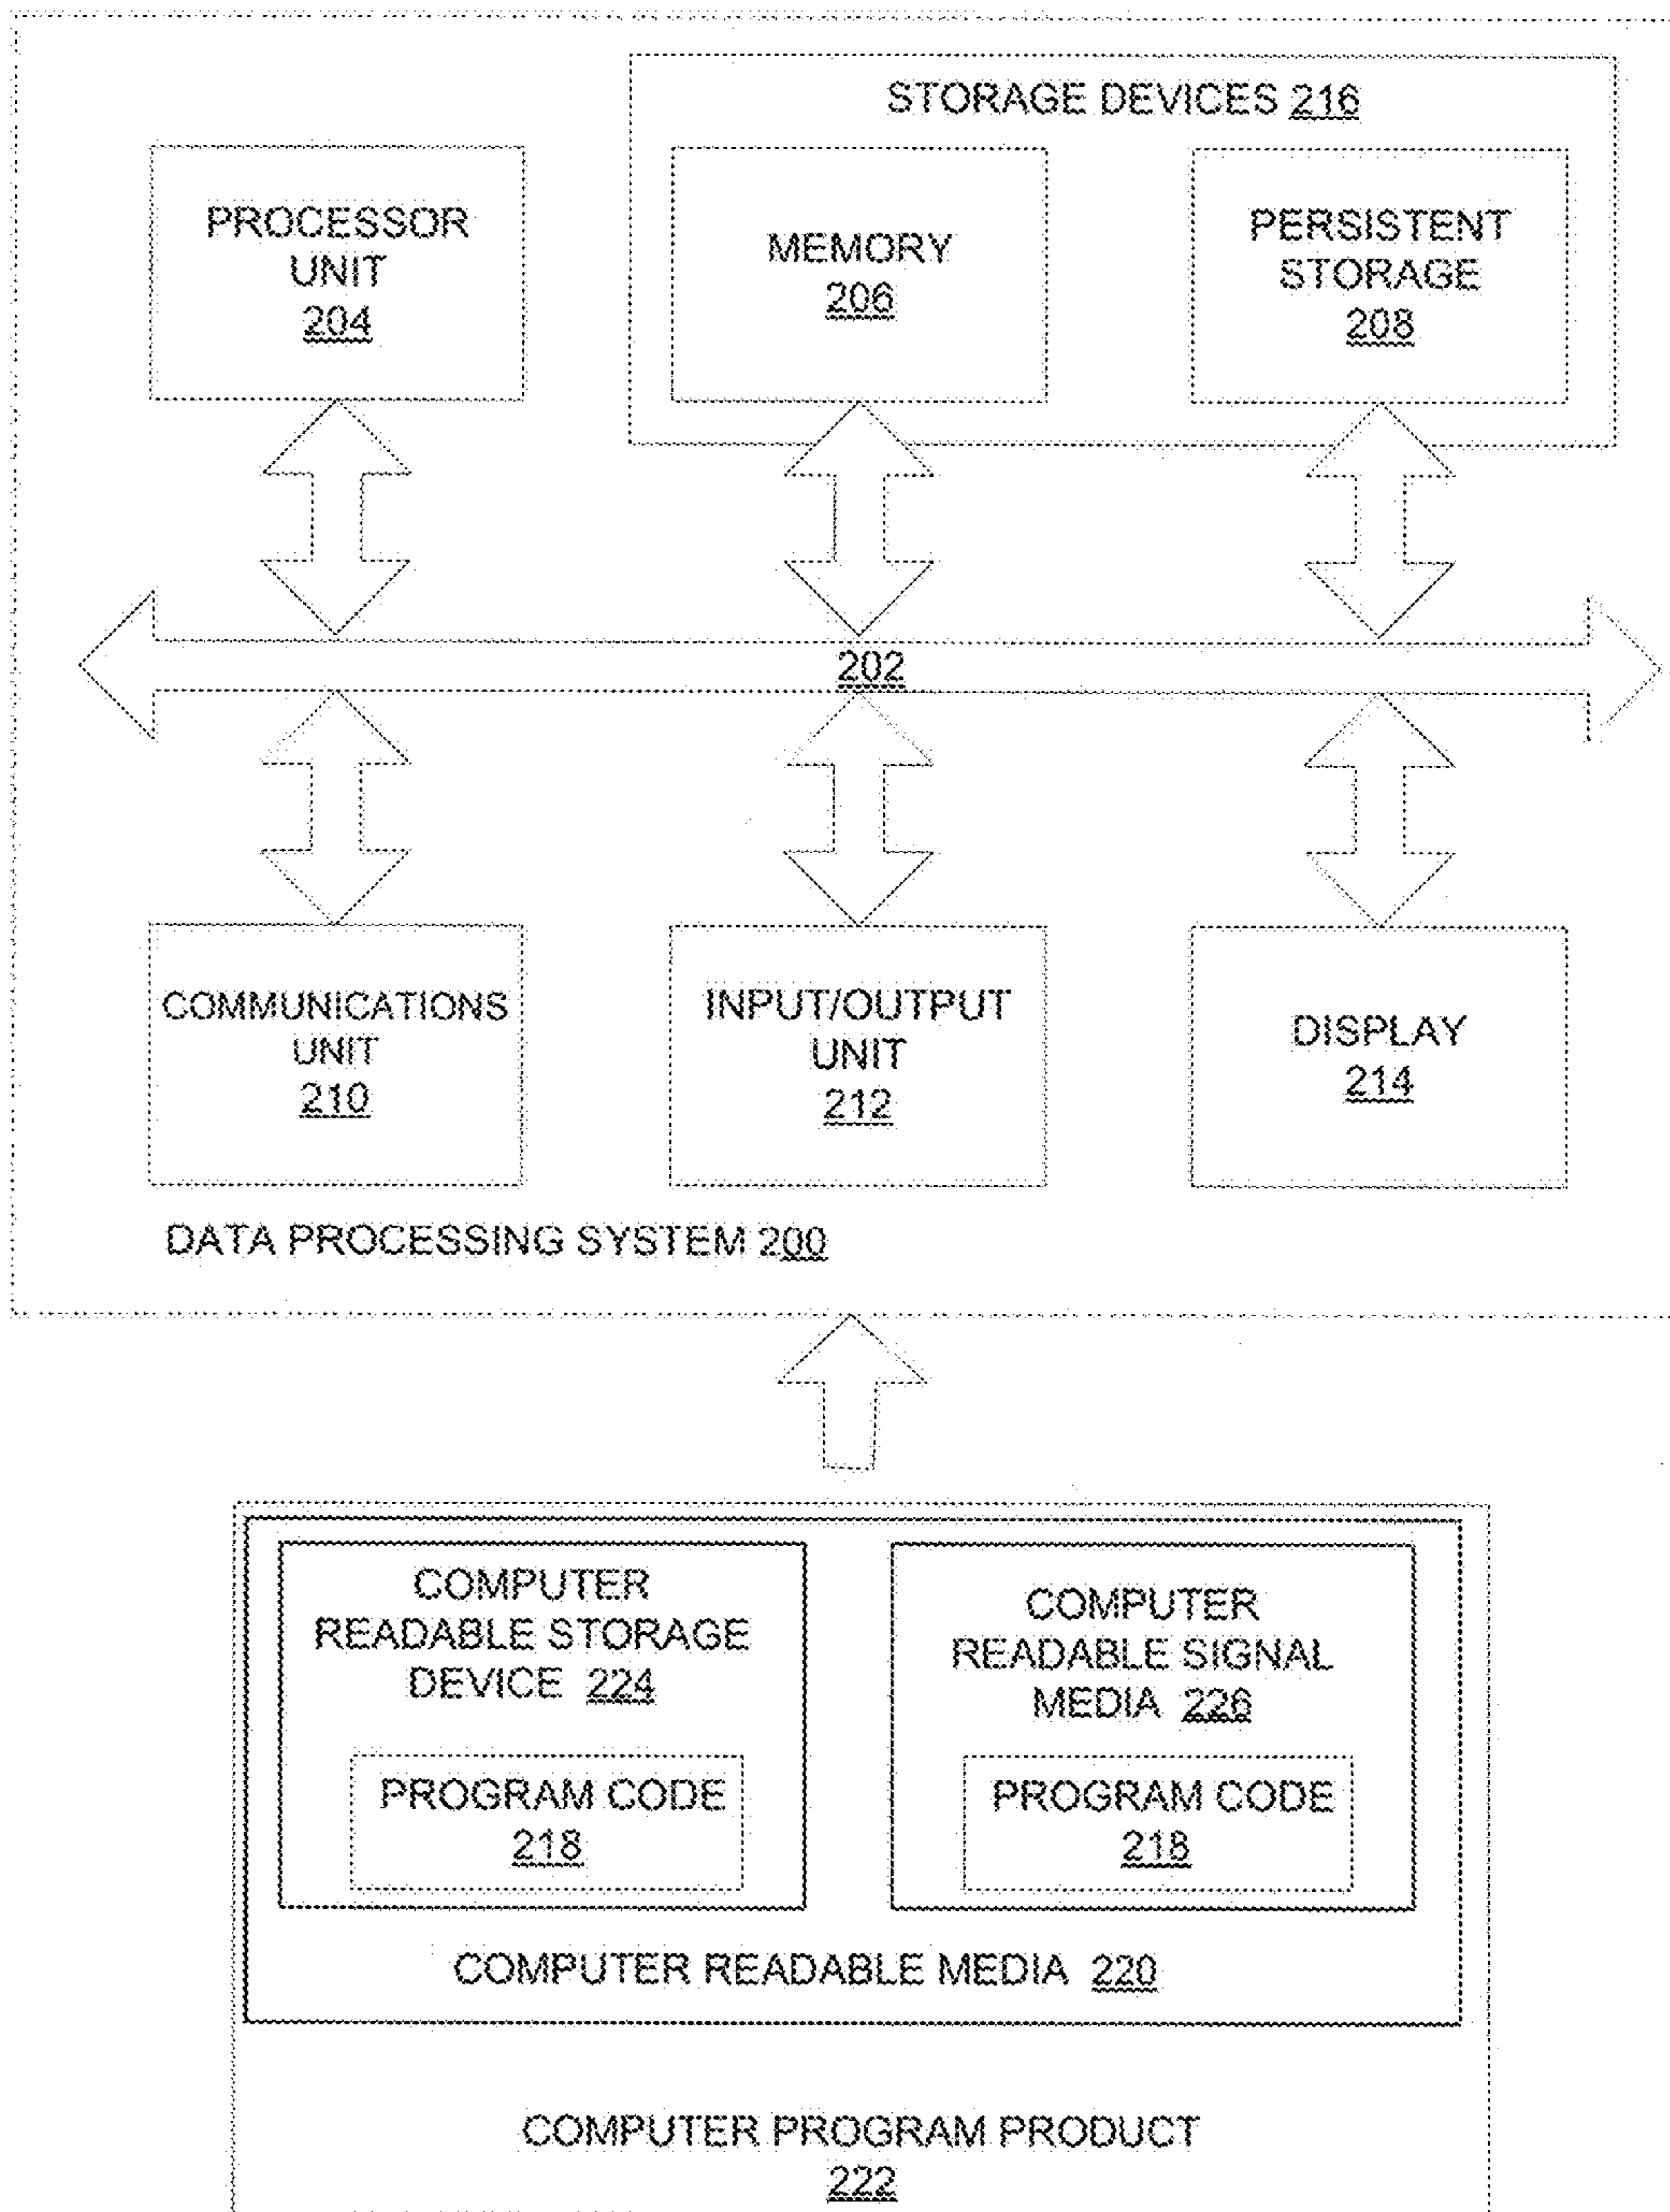 STORAGE DEVICES 216
PROCESSOR
UNIT
204
MEMORY
206
PERSISTENT
STORAGE
208
202
COMMUNICATIONS
UNIT
210
INPUT/OUTPUT
UNIT
212
DISPLAY
214
DATA PROCESSING SYSTEM 200
COMPUTER
READABLE STORAGE
DEVICE 224
PROGRAM CODE
218
COMPUTER
READABLE SIGNAL
MEDIA 226
PROGRAM CODE
218
COMPUTER READABLE MEDIA 220
COMPUTER PROGRAM PRODUCT
222